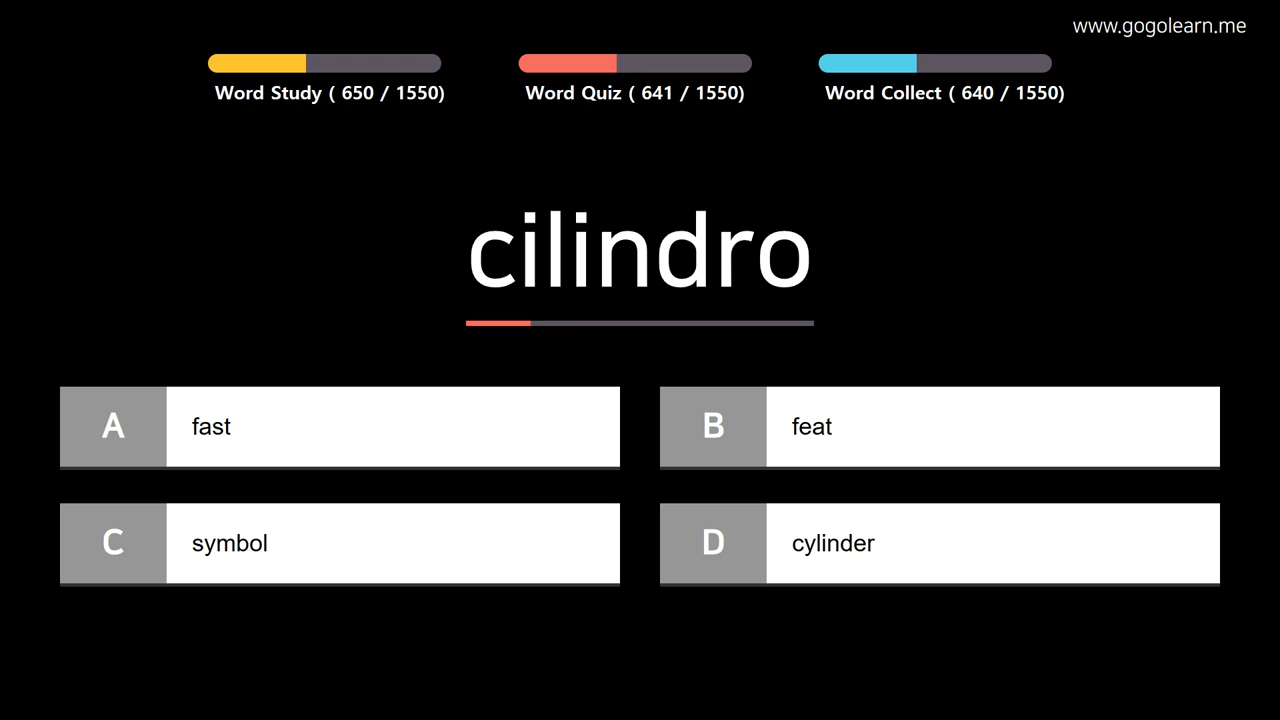 www.gogolearn.me
Word Study ( 650 / 1550)
Word Quiz ( 641 / 1550)
Word Collect ( 640 / 1550)
cilindro
A fast
B feat
C symbol
D cylinder